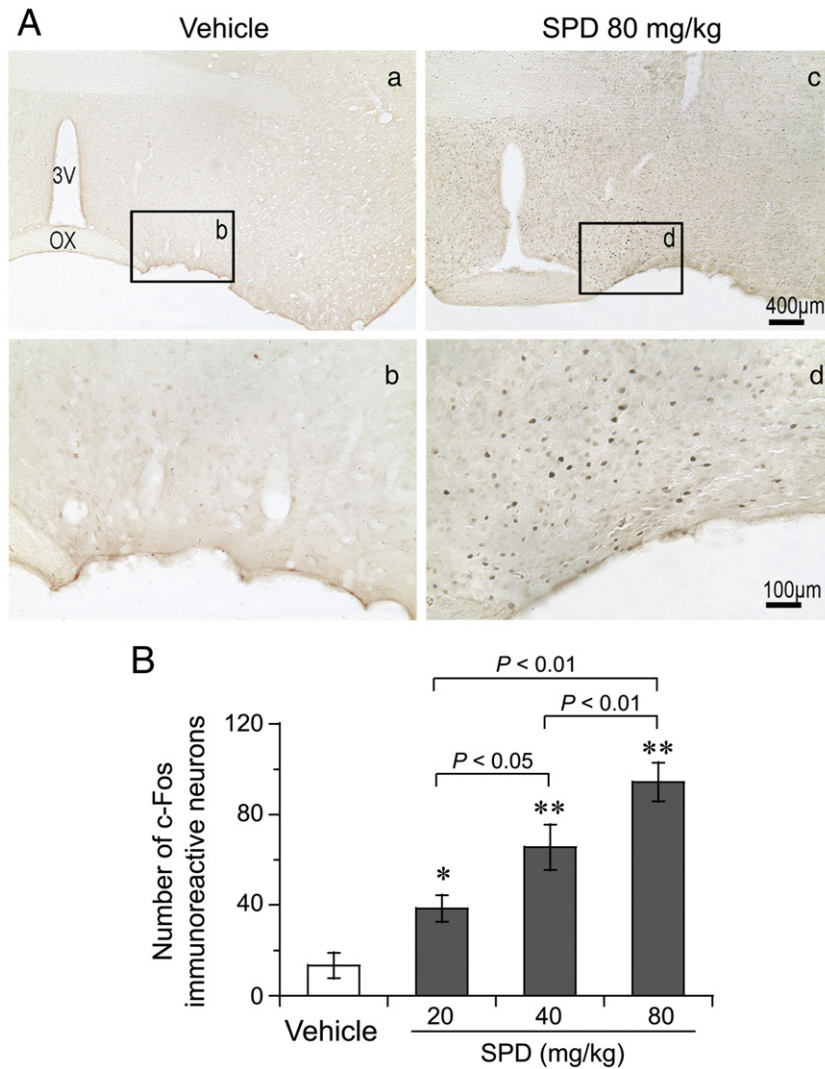 A
Vehicle
SPD 80 mg/kg
a
3V
OX
b
c
d
400μm
b
d
100μm
B
P < 0.01
P < 0.01
P < 0.05
Number of c-Fos
immunoreactive neurons
120
80
40
0
*
**
**
Vehicle
20
40
80
SPD (mg/kg)